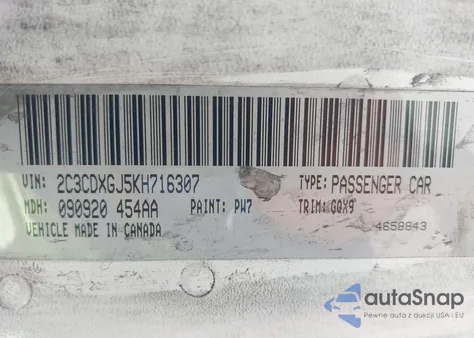 VIN: 2C3CDXGJ5KH716307 TYPE: PASSENGER CAR
MDH: 090920 454AA PAINT: PW7 TRIM: GQX9
VEHICLE MADE IN CANADA 4658843
autoSnap
Pewne auta z aukcji USA i EU